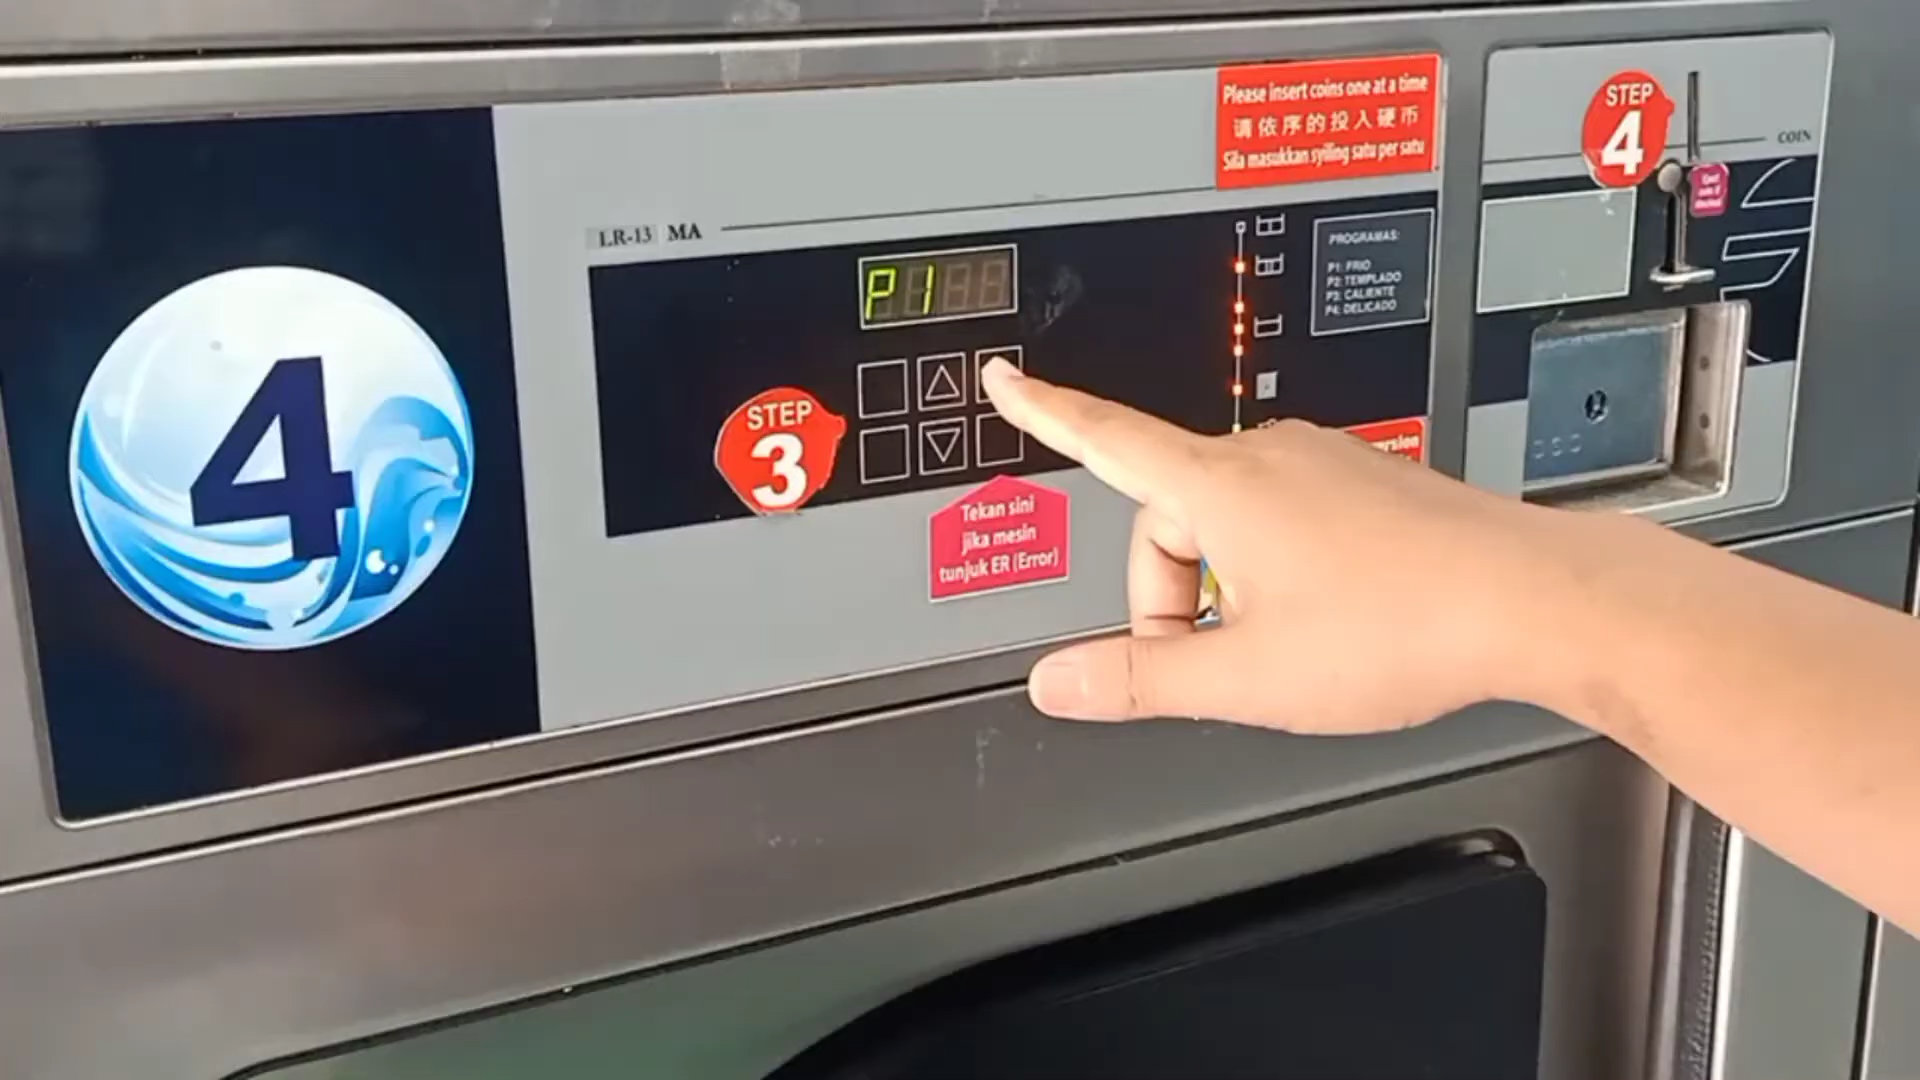 4
LR-13 MA
P1
STEP
3
Tekan sini
jika mesin
tunjuk ER (Error)
Please insert coins one at a time
请依序的投入硬币
Sila masukkan syiling satu per satu
PROGRAMAS:
P1: FRIO
P2: TEMPLADO
P3: CALIENTE
P4: DELICADO
STEP
4
COIN